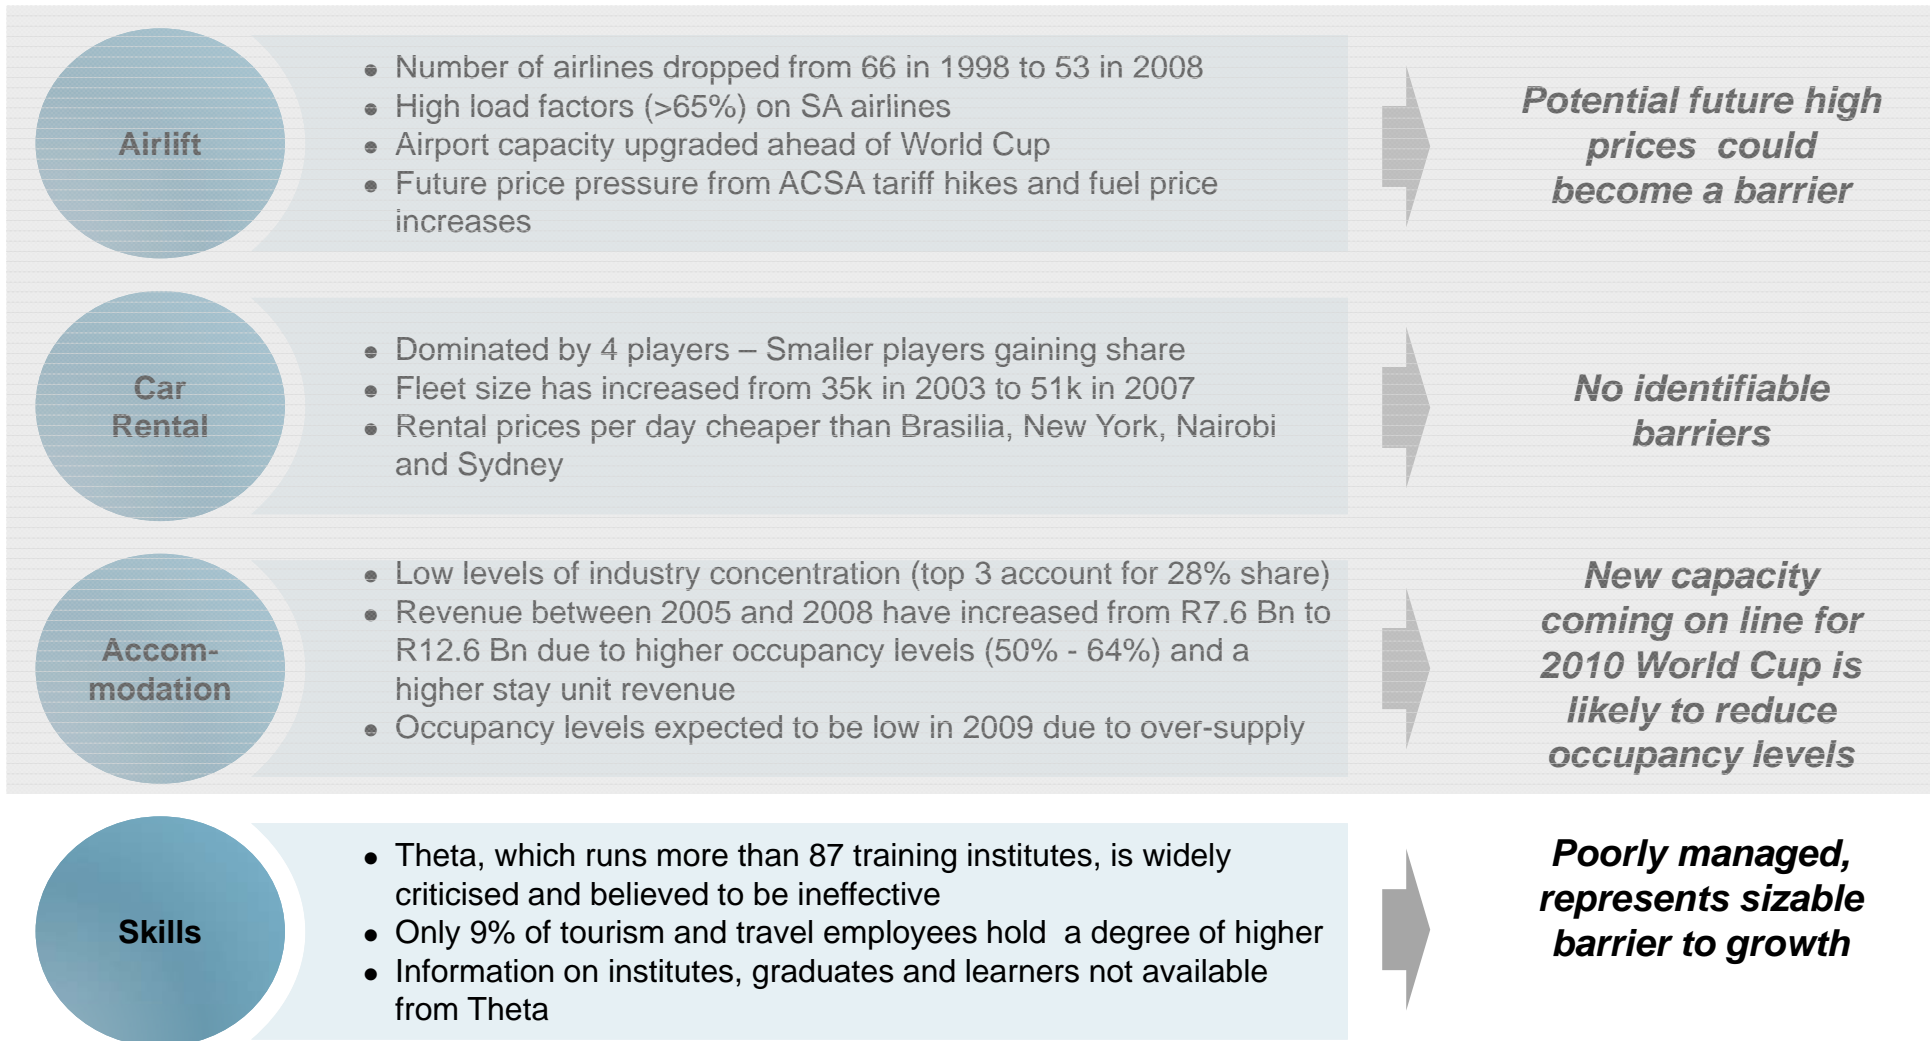 Airlift
• Number of airlines dropped from 66 in 1998 to 53 in 2008
• High load factors (>65%) on SA airlines
• Airport capacity upgraded ahead of World Cup
• Future price pressure from ACSA tariff hikes and fuel price
increases
Potential future high
prices could
become a barrier
Car
Rental
• Dominated by 4 players – Smaller players gaining share
• Fleet size has increased from 35k in 2003 to 51k in 2007
• Rental prices per day cheaper than Brasilia, New York, Nairobi
and Sydney
No identifiable
barriers
Accom-
modation
• Low levels of industry concentration (top 3 account for 28% share)
• Revenue between 2005 and 2008 have increased from R7.6 Bn to
R12.6 Bn due to higher occupancy levels (50% - 64%) and a
higher stay unit revenue
• Occupancy levels expected to be low in 2009 due to over-supply
New capacity
coming on line for
2010 World Cup is
likely to reduce
occupancy levels
Skills
• Theta, which runs more than 87 training institutes, is widely
criticised and believed to be ineffective
• Only 9% of tourism and travel employees hold a degree of higher
• Information on institutes, graduates and learners not available
from Theta
Poorly managed,
represents sizable
barrier to growth